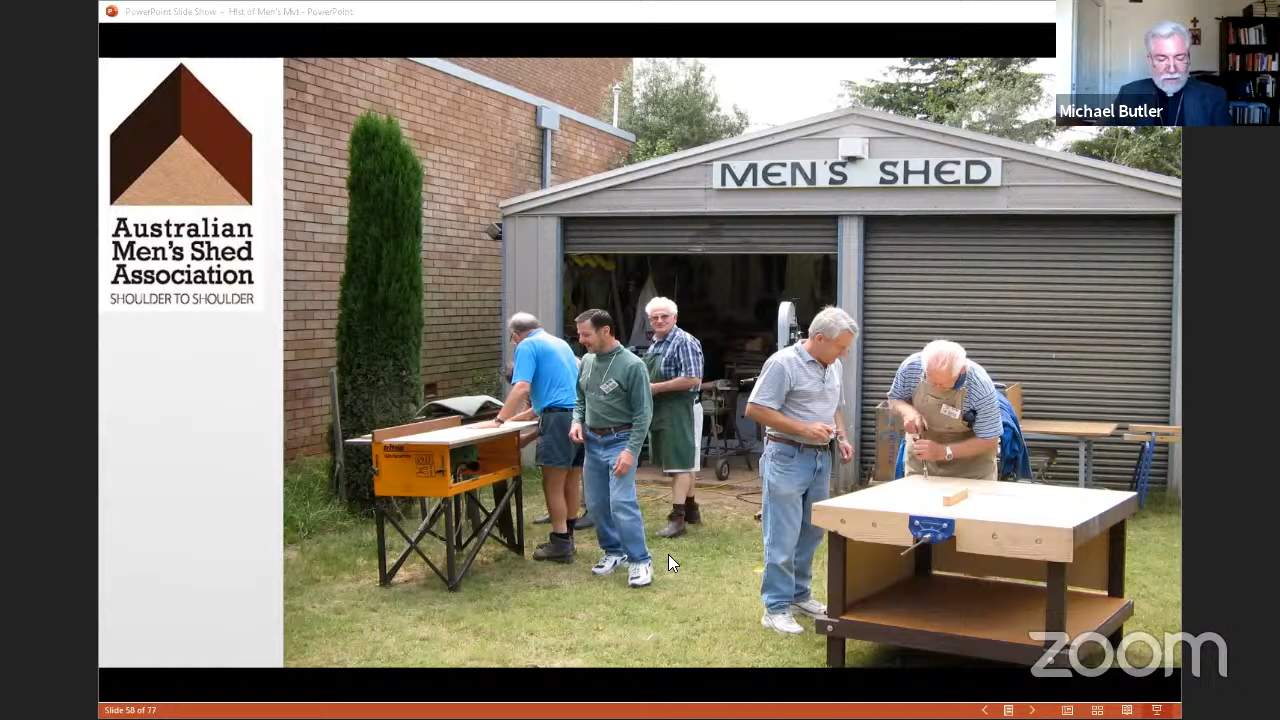 PowerPoint Slide Show - Hist of Men's Mvt - PowerPoint
Michael Butler
MEN'S SHED
Australian
Men's Shed
Association
SHOULDER TO SHOULDER
zoom
Slide 58 of 77